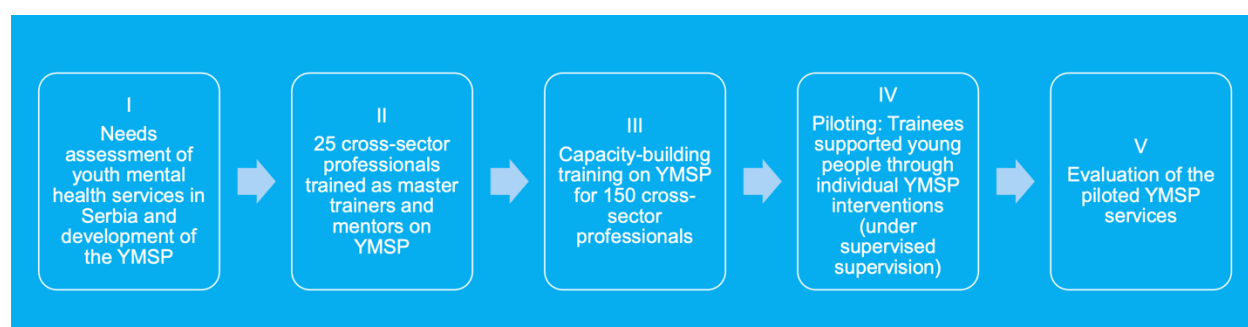 I
Needs
assessment of
youth mental
health services in
Serbia and
development of
the YMSP
II
25 cross-sector
professionals
trained as master
trainers and
mentors on
YMSP
III
Capacity-building
training on YMSP
for 150 cross-
sector
professionals
IV
Piloting: Trainees
supported young
people through
individual YMSP
interventions
(under
supervised
supervision)
V
Evaluation of the
piloted YMSP
services